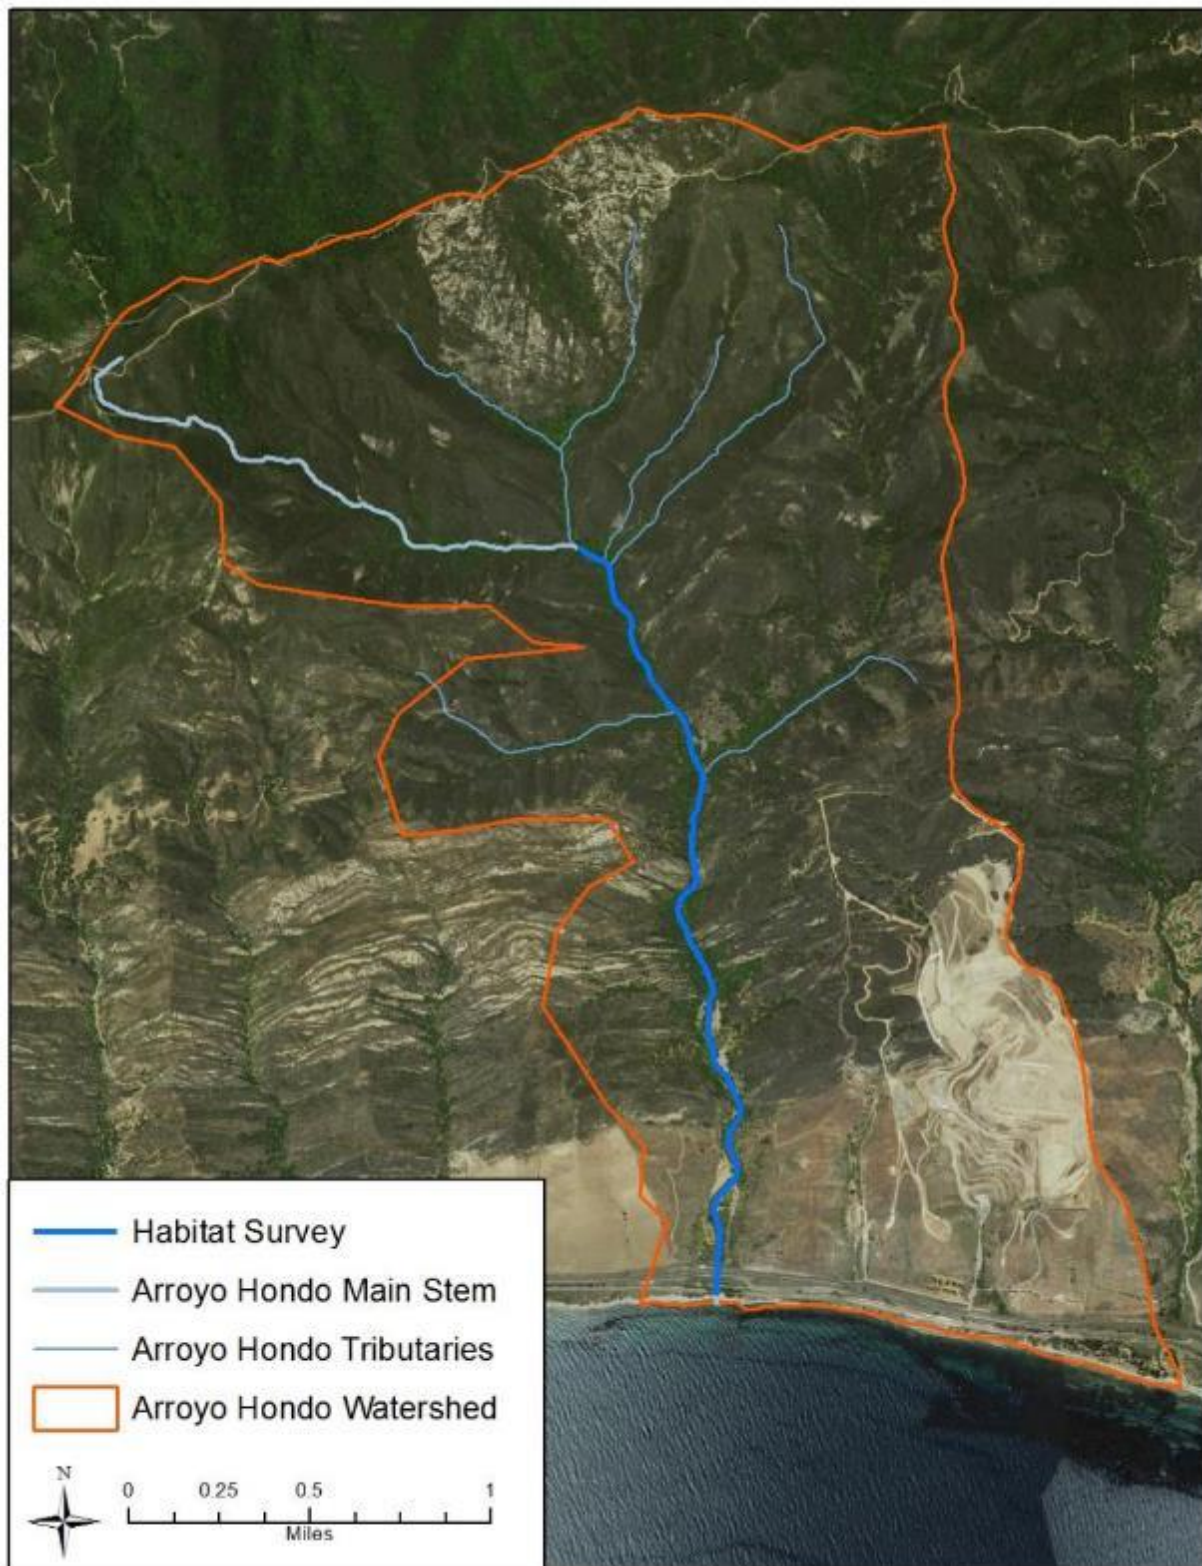 Habitat Survey
Arroyo Hondo Main Stem
Arroyo Hondo Tributaries
Arroyo Hondo Watershed
N
0 0.25 0.5 1
Miles